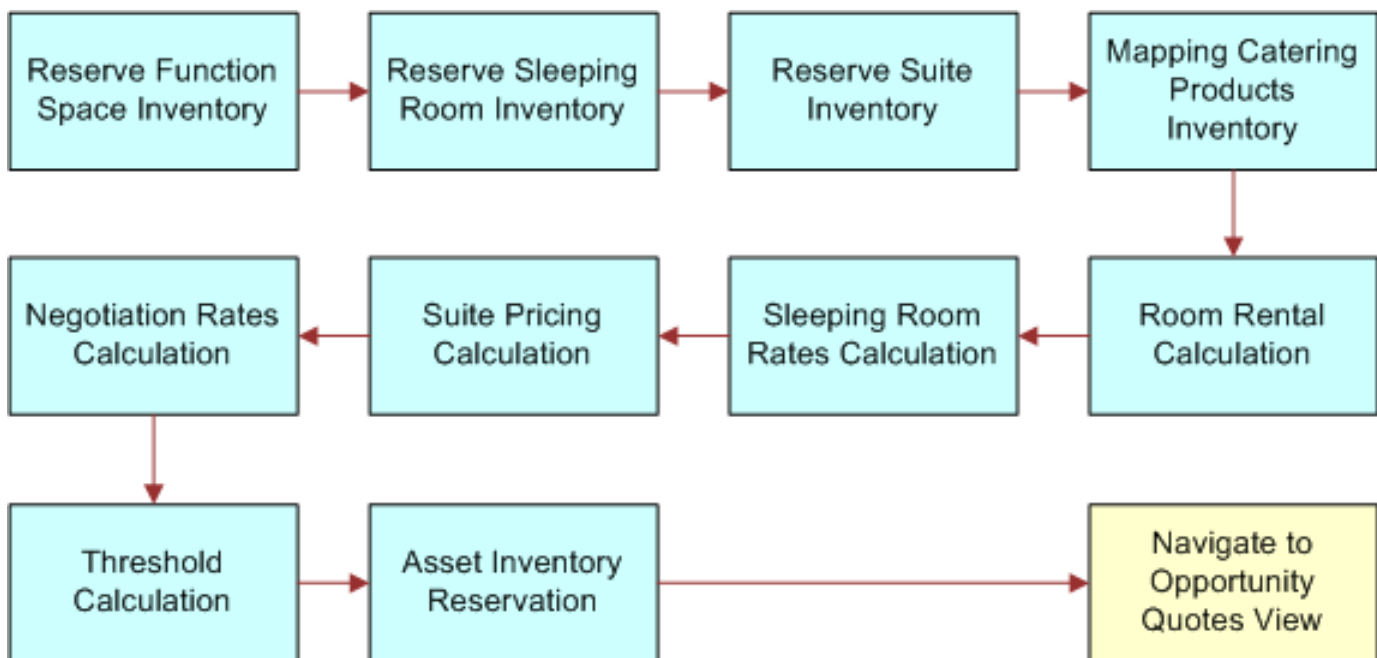 Reserve Function
Space Inventory
Reserve Sleeping
Room Inventory
Reserve Suite
Inventory
Mapping Catering
Products
Inventory
Room Rental
Calculation
Sleeping Room
Rates Calculation
Suite Pricing
Calculation
Negotiation Rates
Calculation
Threshold
Calculation
Asset Inventory
Reservation
Navigate to
Opportunity
Quotes View